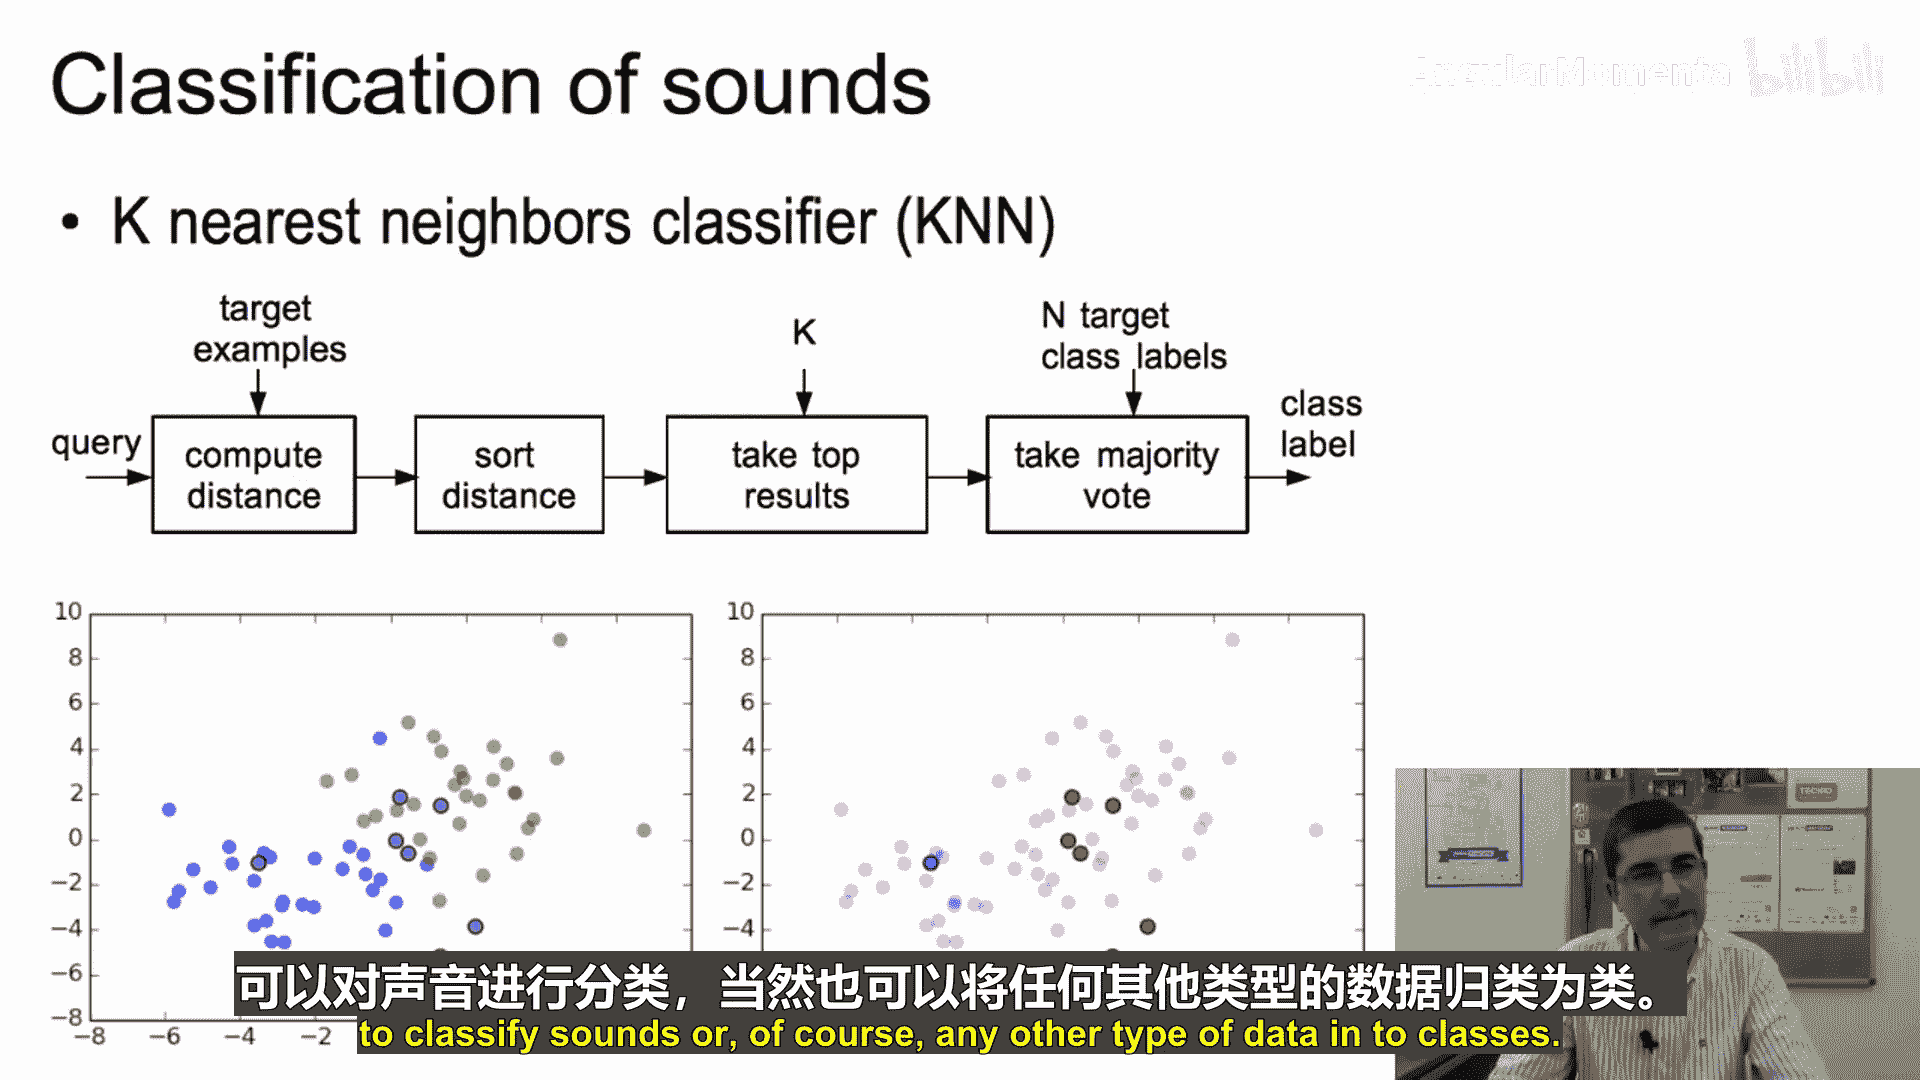 Classification of sounds
AngularMomenta bilibili
• K nearest neighbors classifier (KNN)
target
examples
K
N target
class labels
query
compute
distance
sort
distance
take top
results
take majority
vote
class
label
10
8
6
4
2
0
−2
−4
−6
−8
−8
−6
−4
−2
10
8
6
4
2
0
−2
−4
可以对声音进行分类，当然也可以将任何其他类型的数据归类为类。
to classify sounds or, of course, any other type of data in to classes.